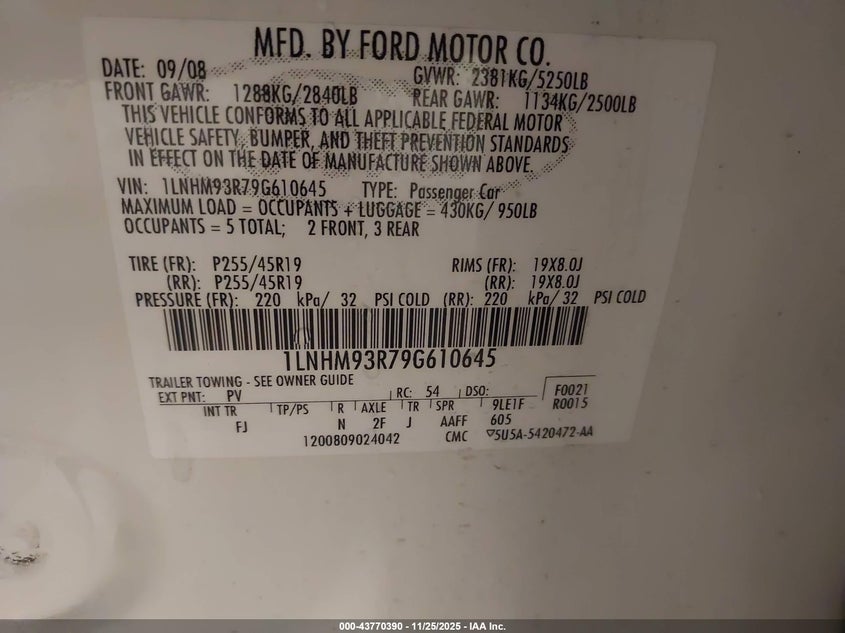 MFD. BY FORD MOTOR CO.
DATE: 09/08 GVWR: 2381KG/5250LB
FRONT GAWR: 1288KG/2840LB REAR GAWR: 1134KG/2500LB
THIS VEHICLE CONFORMS TO ALL APPLICABLE FEDERAL MOTOR
VEHICLE SAFETY, BUMPER, AND THEFT PREVENTION STANDARDS
IN EFFECT ON THE DATE OF MANUFACTURE SHOWN ABOVE.
VIN: 1LNHM93R79G610645 TYPE: Passenger Car
MAXIMUM LOAD = OCCUPANTS + LUGGAGE = 430KG/ 950LB
OCCUPANTS = 5 TOTAL; 2 FRONT, 3 REAR
TIRE (FR): P255/45R19 RIMS (FR): 19X8.0J
(RR): P255/45R19 (RR): 19X8.0J
PRESSURE (FR): 220 kPa/ 32 PSI COLD (RR): 220 kPa/ 32 PSI COLD
1LNHM93R79G610645
TRAILER TOWING - SEE OWNER GUIDE
EXT PNT: PV RC: 54 DSO: F0021
INT TR TP/PS R AXLE TR SPR 9LE1F R0015
FJ N 2F J AAFF 605
1200809024042 CMC 5U5A-5420472-AA
000-43770390 - 11/25/2025 - IAA Inc.